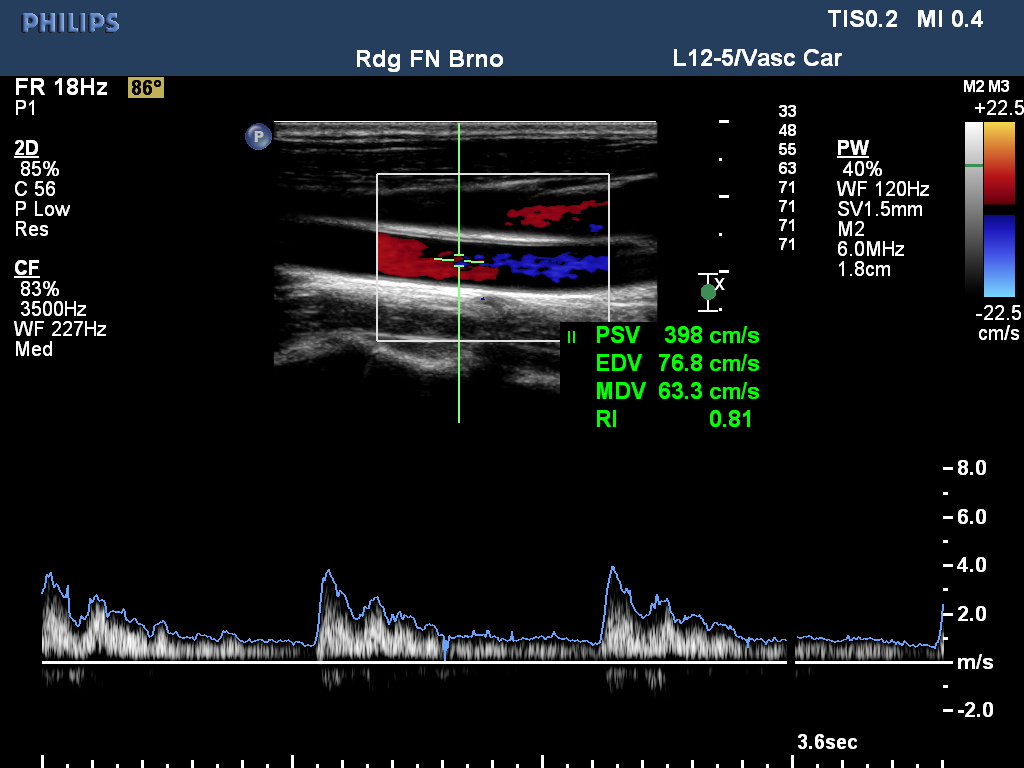 PHILIPS
TIS0.2 MI 0.4
Rdg FN Brno
L12-5/Vasc Car
FR 18Hz 86°
P1
2D
85%
C 56
P Low
Res
CF
83%
3500Hz
WF 227Hz
Med
P
33
48
55
63
71
71
71
71
x
PW
40%
WF 120Hz
SV1.5mm
M2
6.0MHz
1.8cm
M2 M3
+22.5
-22.5
cm/s
II PSV 398 cm/s
EDV 76.8 cm/s
MDV 63.3 cm/s
RI 0.81
8.0
6.0
4.0
2.0
m/s
-2.0
3.6sec